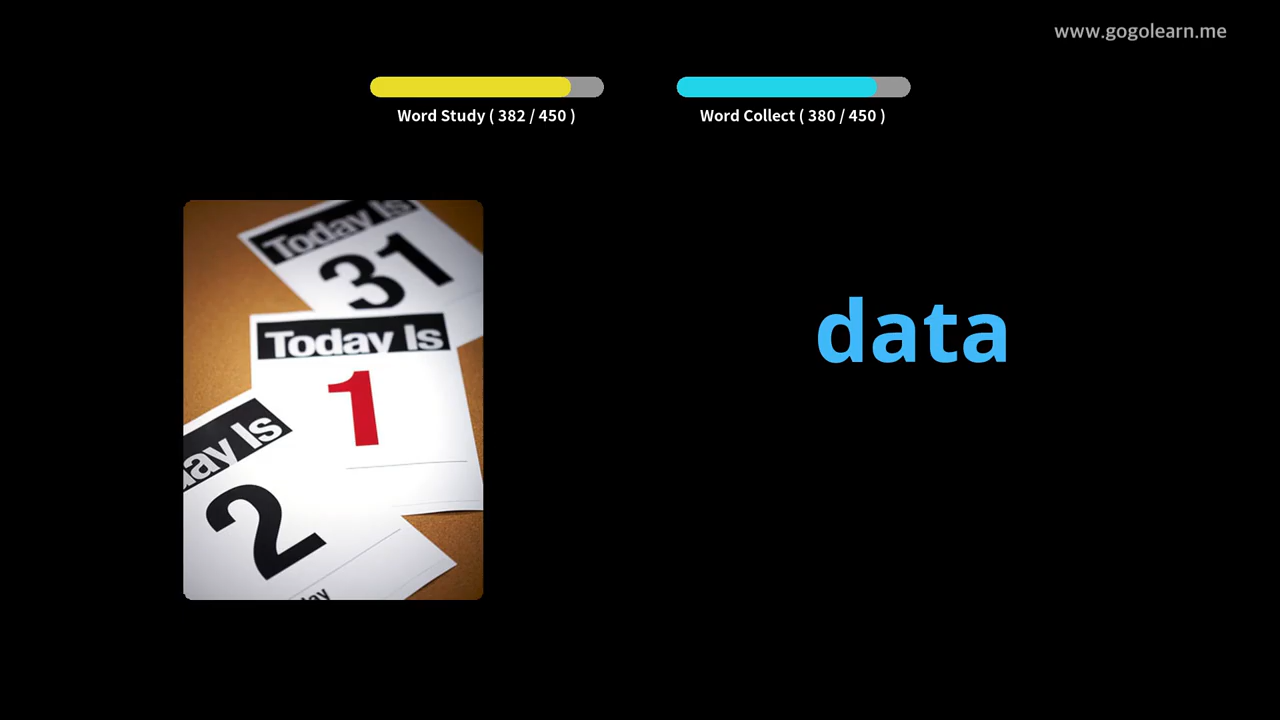 www.gogolearn.me
Word Study ( 382 / 450 )
Word Collect ( 380 / 450 )
Today Is
31
Today Is
1
ay Is
2
data